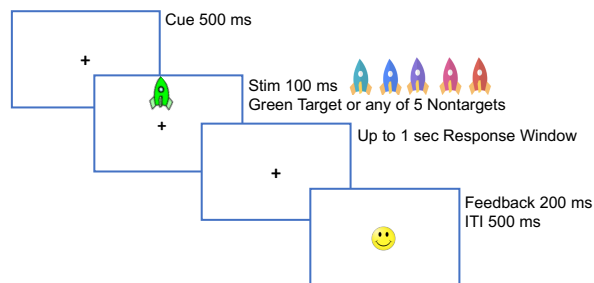 Cue 500 ms
Stim 100 ms
Green Target or any of 5 Nontargets
Up to 1 sec Response Window
Feedback 200 ms
ITI 500 ms